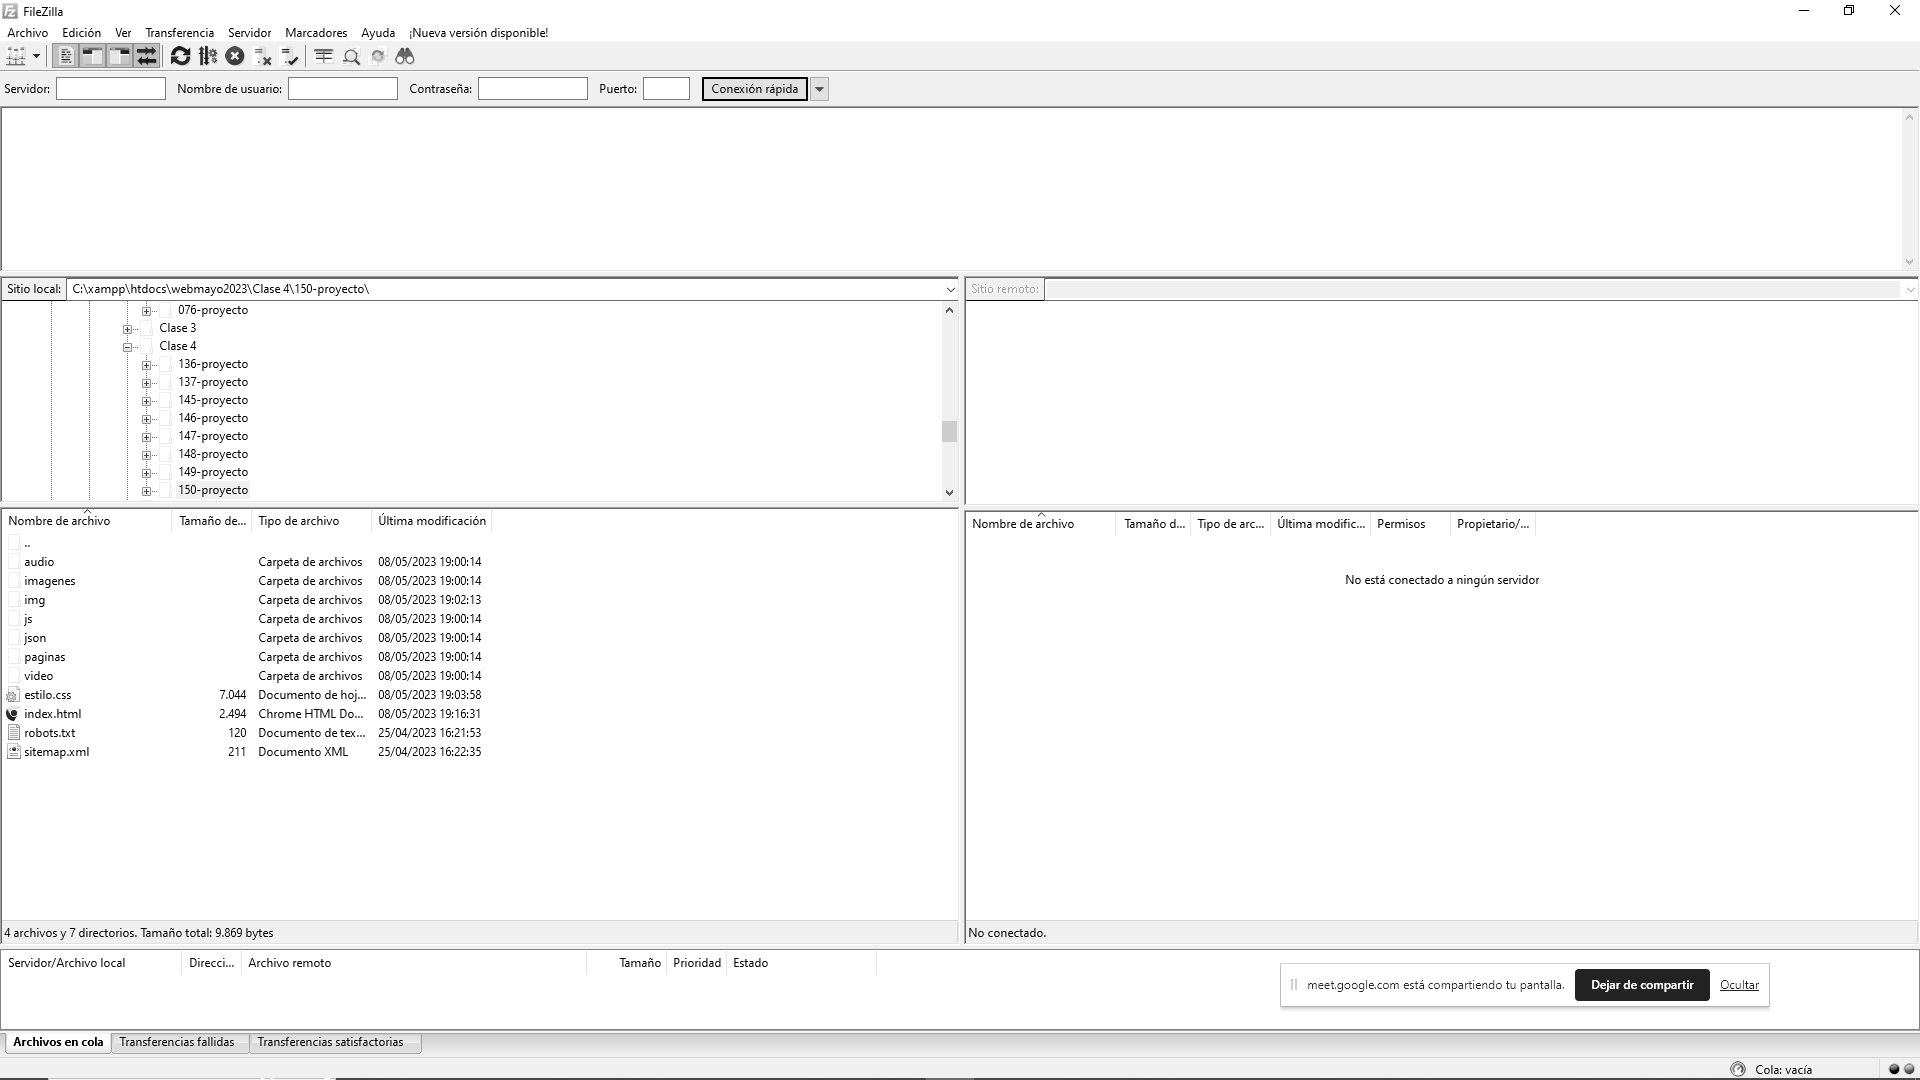 FileZilla
Archivo Edición Ver Transferencia Servidor Marcadores Ayuda ¡Nueva versión disponible!
Servidor: Nombre de usuario: Contraseña: Puerto: Conexión rápida
Sitio local: C:\xampp\htdocs\webmayo2023\Clase 4\150-proyecto\
076-proyecto
Clase 3
Clase 4
136-proyecto
137-proyecto
145-proyecto
146-proyecto
147-proyecto
148-proyecto
149-proyecto
150-proyecto
Nombre de archivo Tamaño de... Tipo de archivo Última modificación
..
audio Carpeta de archivos 08/05/2023 19:00:14
imagenes Carpeta de archivos 08/05/2023 19:00:14
img Carpeta de archivos 08/05/2023 19:02:13
js Carpeta de archivos 08/05/2023 19:00:14
json Carpeta de archivos 08/05/2023 19:00:14
paginas Carpeta de archivos 08/05/2023 19:00:14
video Carpeta de archivos 08/05/2023 19:00:14
estilo.css 7.044 Documento de hoj... 08/05/2023 19:03:58
index.html 2.494 Chrome HTML Do... 08/05/2023 19:16:31
robots.txt 120 Documento de tex... 25/04/2023 16:21:53
sitemap.xml 211 Documento XML 25/04/2023 16:22:35
4 archivos y 7 directorios. Tamaño total: 9.869 bytes
Sitio remoto:
Nombre de archivo Tamaño d... Tipo de arc... Última modific... Permisos Propietario/...
No está conectado a ningún servidor
No conectado.
Servidor/Archivo local Direcci... Archivo remoto Tamaño Prioridad Estado
meet.google.com está compartiendo tu pantalla. Dejar de compartir Ocultar
Archivos en cola Transferencias fallidas Transferencias satisfactorias
Cola: vacía